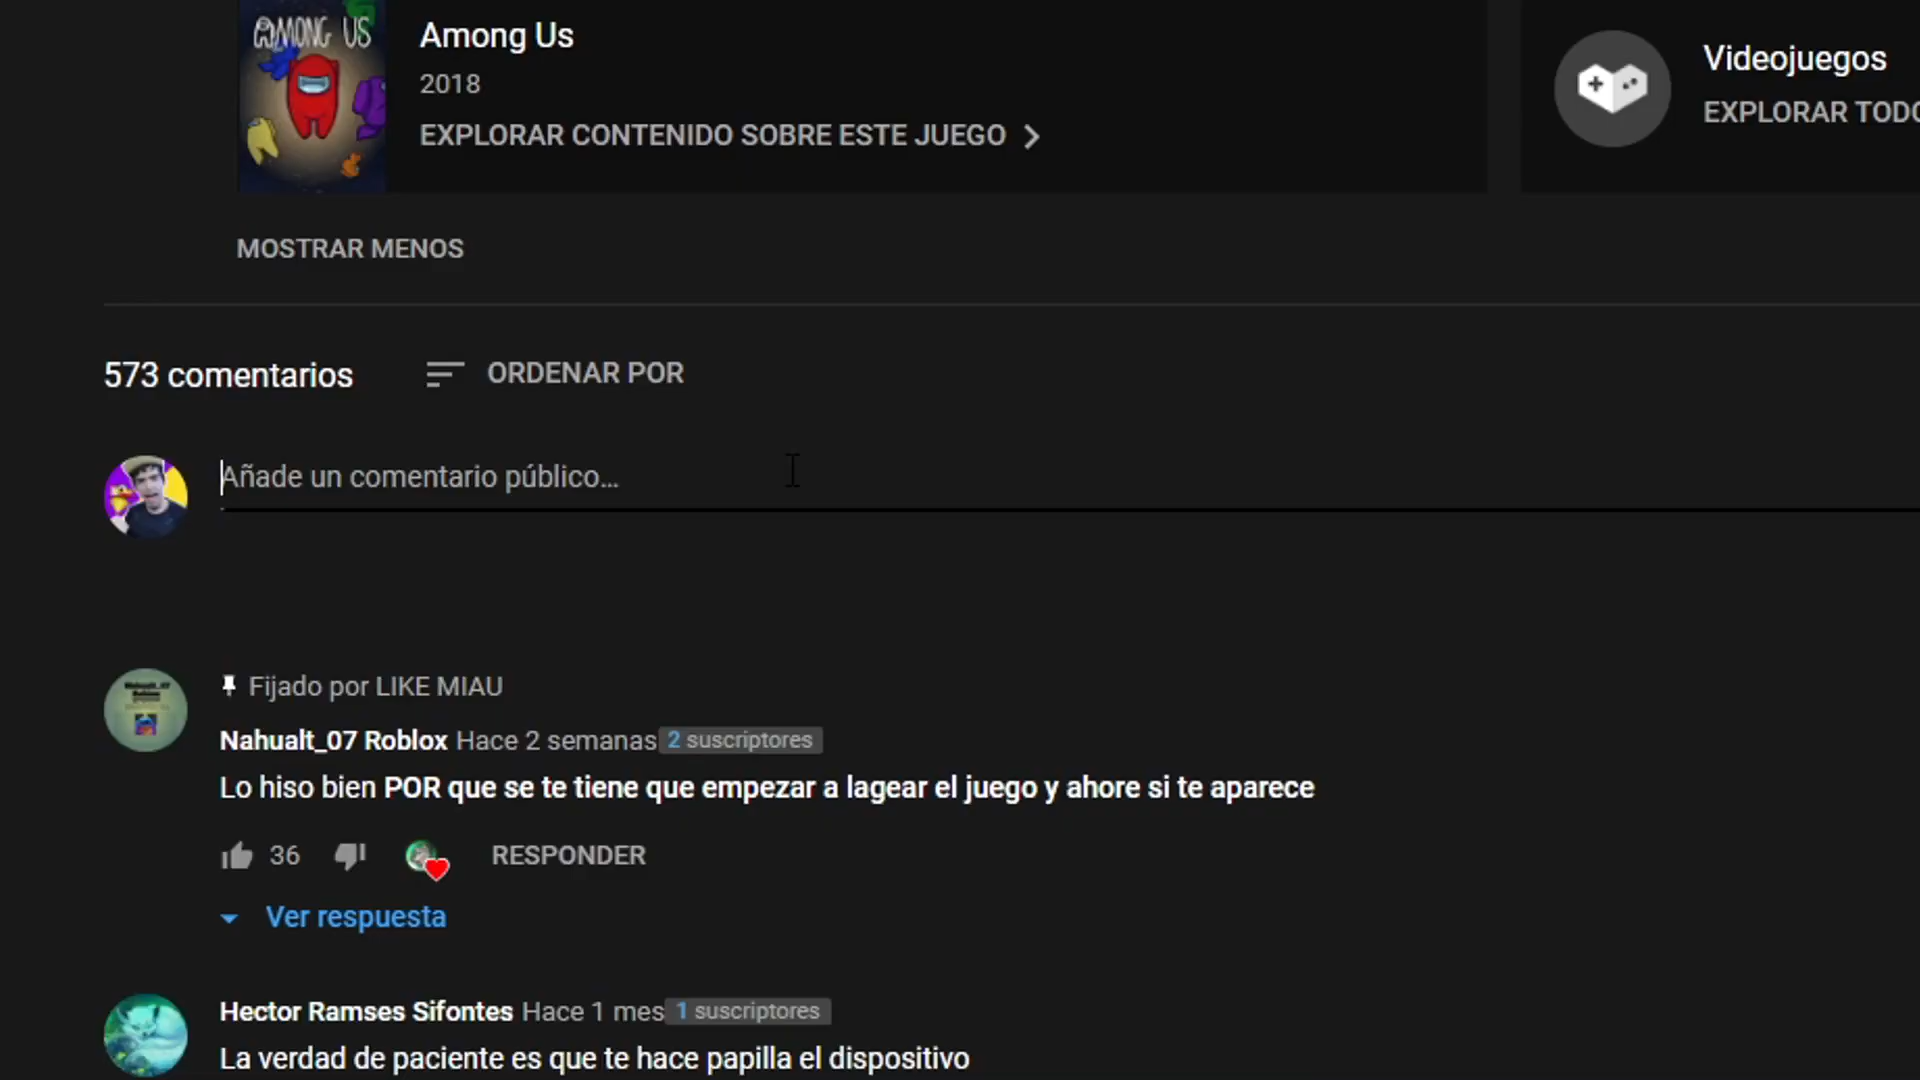 AMONG US
Among Us
2018
EXPLORAR CONTENIDO SOBRE ESTE JUEGO
Videojuegos
EXPLORAR TODO
MOSTRAR MENOS
573 comentarios
ORDENAR POR
Añade un comentario público...
Fijado por LIKE MIAU
Nahualt_07 Roblox Hace 2 semanas 2 suscriptores
Lo hiso bien POR que se te tiene que empezar a lagear el juego y ahore si te aparece
36
RESPONDER
Ver respuesta
Hector Ramses Sifontes Hace 1 mes 1 suscriptores
La verdad de paciente es que te hace papilla el dispositivo